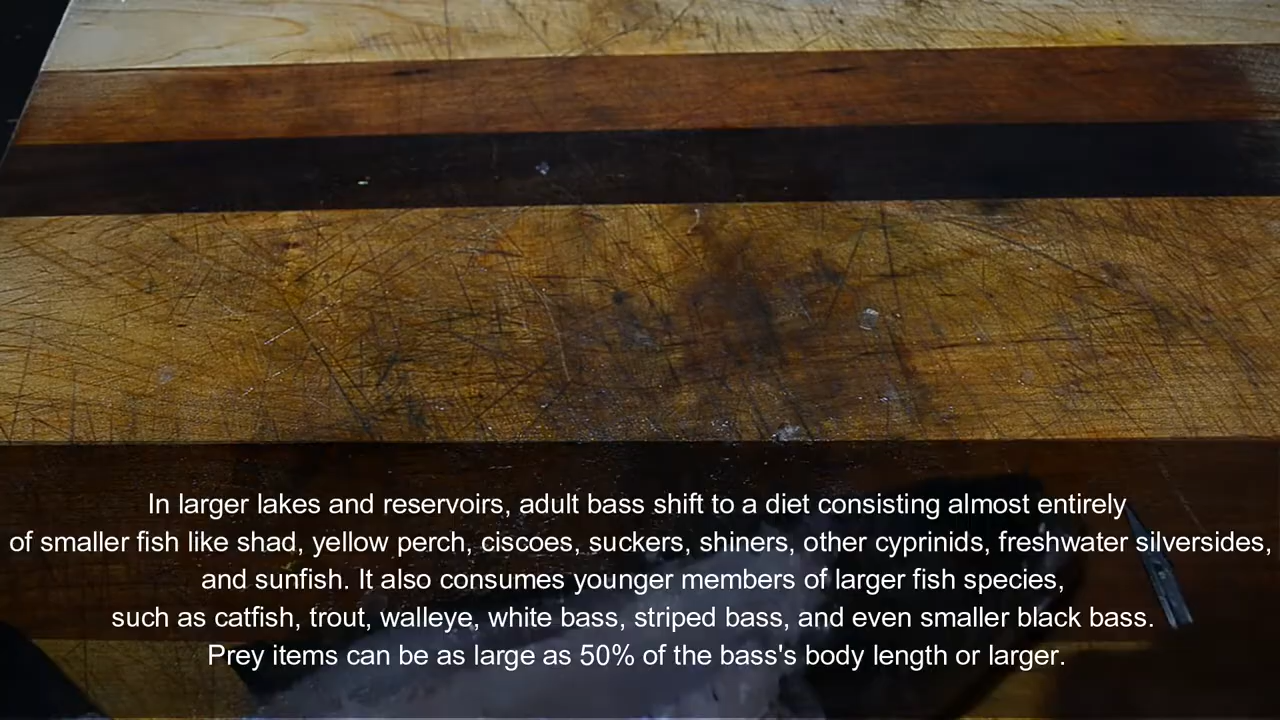 In larger lakes and reservoirs, adult bass shift to a diet consisting almost entirely
of smaller fish like shad, yellow perch, ciscoes, suckers, shiners, other cyprinids, freshwater silversides,
and sunfish. It also consumes younger members of larger fish species,
such as catfish, trout, walleye, white bass, striped bass, and even smaller black bass.
Prey items can be as large as 50% of the bass's body length or larger.